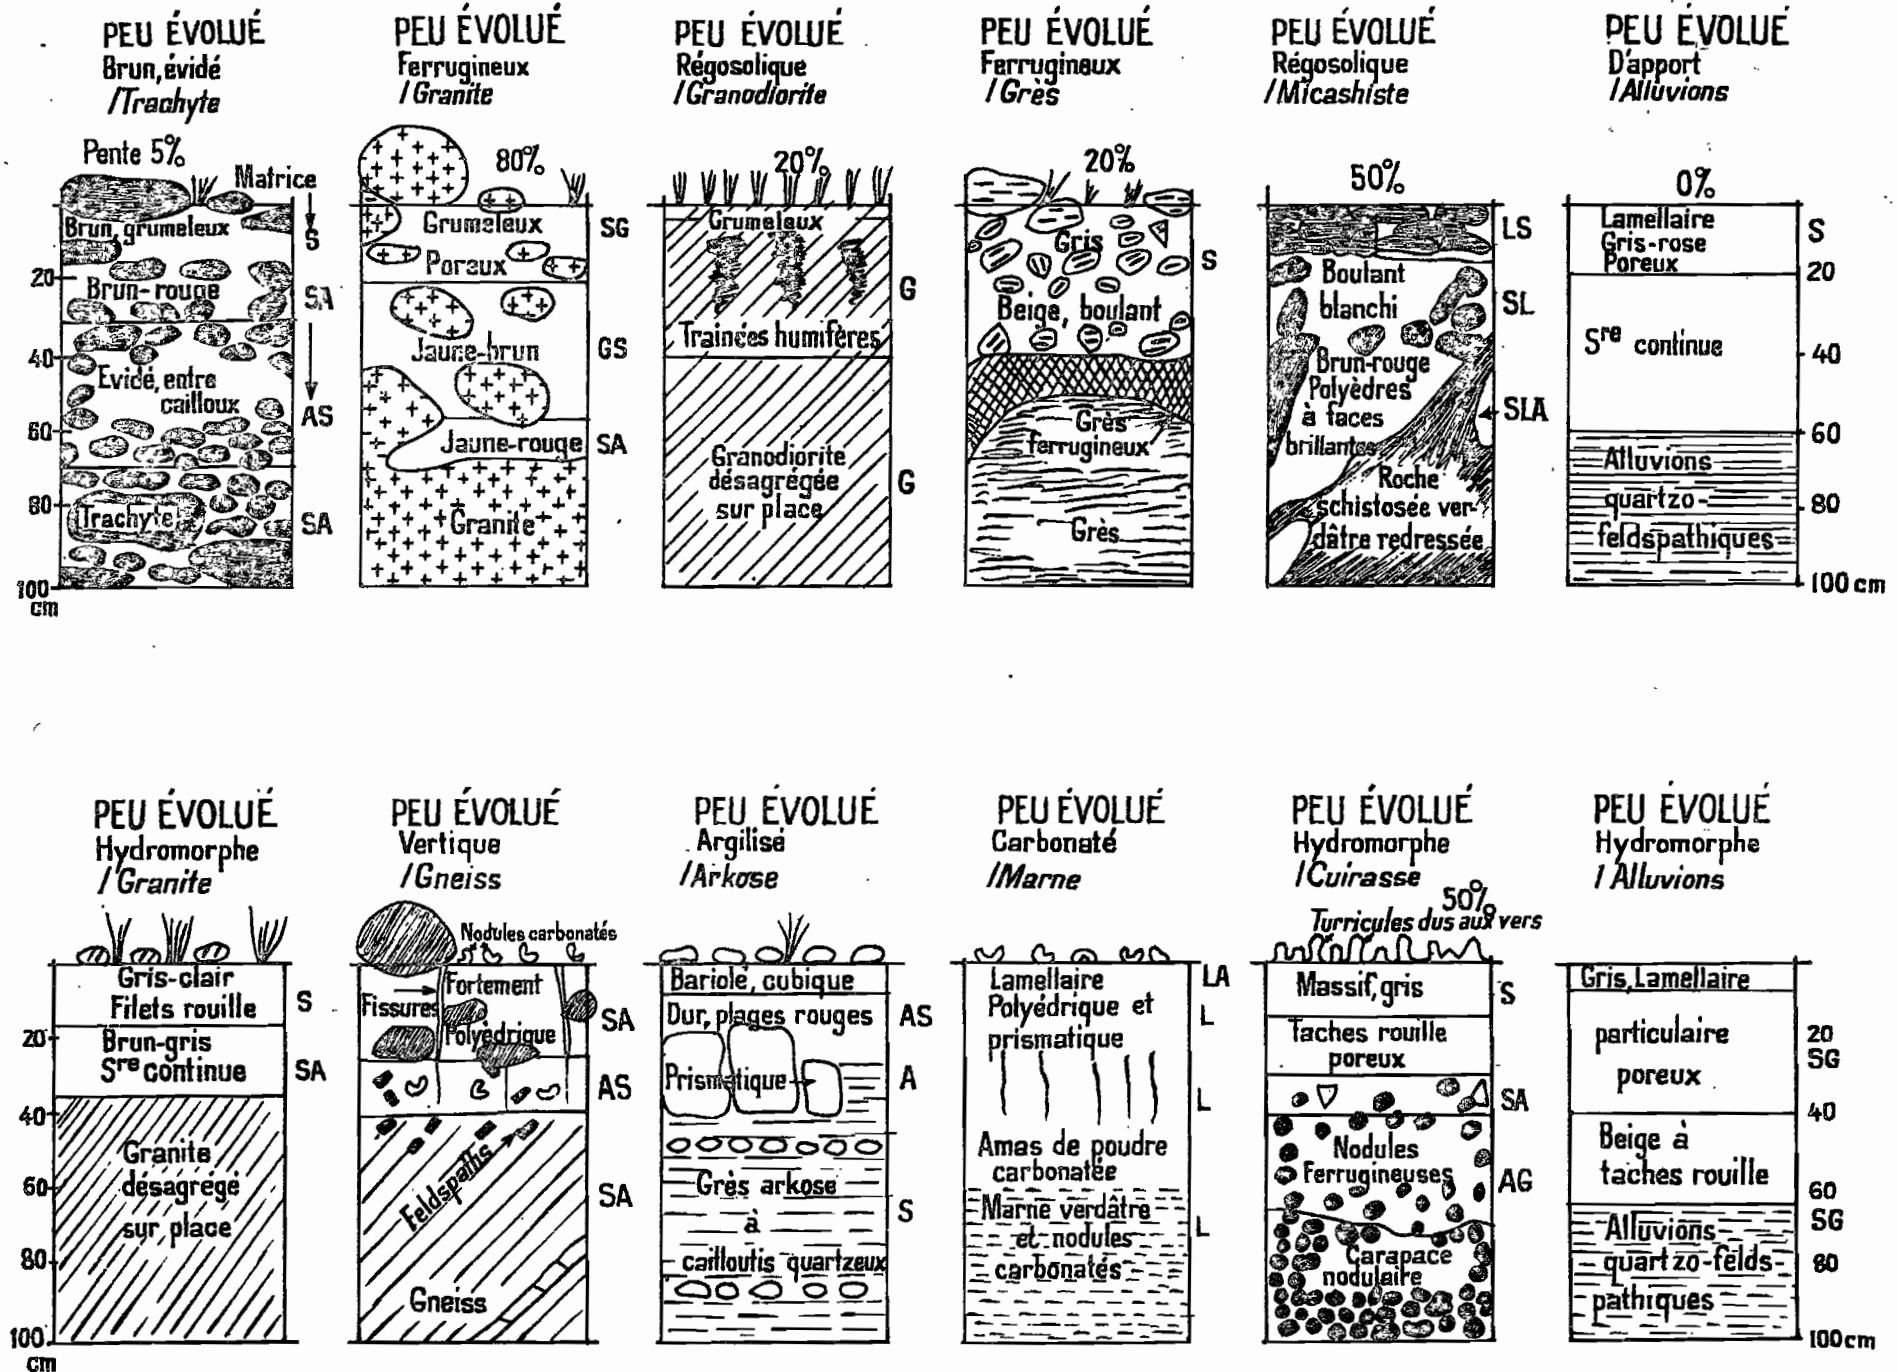 PEU ÉVOLUÉ
Brun, évidé
/Trachyte
Pente 5%
Matrice
Brun, grumeleux
S
20
Brun-rouge
SA
40
Evidé, entre
cailloux
AS
60
80
Trachyte
SA
100
cm
PEU ÉVOLUÉ
Ferrugineux
/Granite
80%
Grumeleux
SG
Poreux
Jaune-brun
GS
Jaune-rouge
SA
Granite
PEU ÉVOLUÉ
Régosolique
/Granodiorite
20%
Grumeleux
G
Trainées humifères
Granodiorite
désagrégée
sur place
G
PEU ÉVOLUÉ
Ferrugineux
/Grès
20%
Gris
S
Beige, boulant
Grès
ferrugineux
Grès
PEU ÉVOLUÉ
Régosolique
/Micashiste
50%
LS
Boulant
blanchi
SL
Brun-rouge
Polyèdres
à faces
brillantes
SLA
Roche
schistosée ver-
dâtre redressée
PEU ÉVOLUÉ
D'apport
/Alluvions
0%
Lamellaire
Gris-rose
Poreux
S
20
Sre continue
40
60
Alluvions
quartzo-
feldspathiques
80
100 cm
PEU ÉVOLUÉ
Hydromorphe
/Granite
Gris-clair
Filets rouille
S
20
Brun-gris
Sre continue
SA
40
Granite
désagrégé
sur place
60
80
100
cm
PEU ÉVOLUÉ
Vertique
/Gneiss
Nodules carbonatés
Fortement
Fissures
Polyédrique
SA
AS
Feldspaths
SA
Gneiss
PEU ÉVOLUÉ
Argilisé
/Arkose
Bariolé, cubique
Dur, plages rouges
AS
Prismatique
A
Grès arkose
à
cailloutis quartzeux
S
PEU ÉVOLUÉ
Carbonaté
/Marne
Lamellaire
LA
Polyédrique et
prismatique
L
L
Amas de poudre
carbonatée
Marne verdâtre
et nodules
carbonatés
L
PEU ÉVOLUÉ
Hydromorphe
/Cuirasse
50%
Turricules dus aux vers
Massif, gris
S
Taches rouille
poreux
SA
Nodules
Ferrugineuses
AG
Carapace
nodulaire
PEU ÉVOLUÉ
Hydromorphe
/Alluvions
Gris, Lamellaire
particulaire
poreux
20
SG
40
Beige à
taches rouille
60
SG
Alluvions
quartzo-felds-
pathiques
80
100 cm